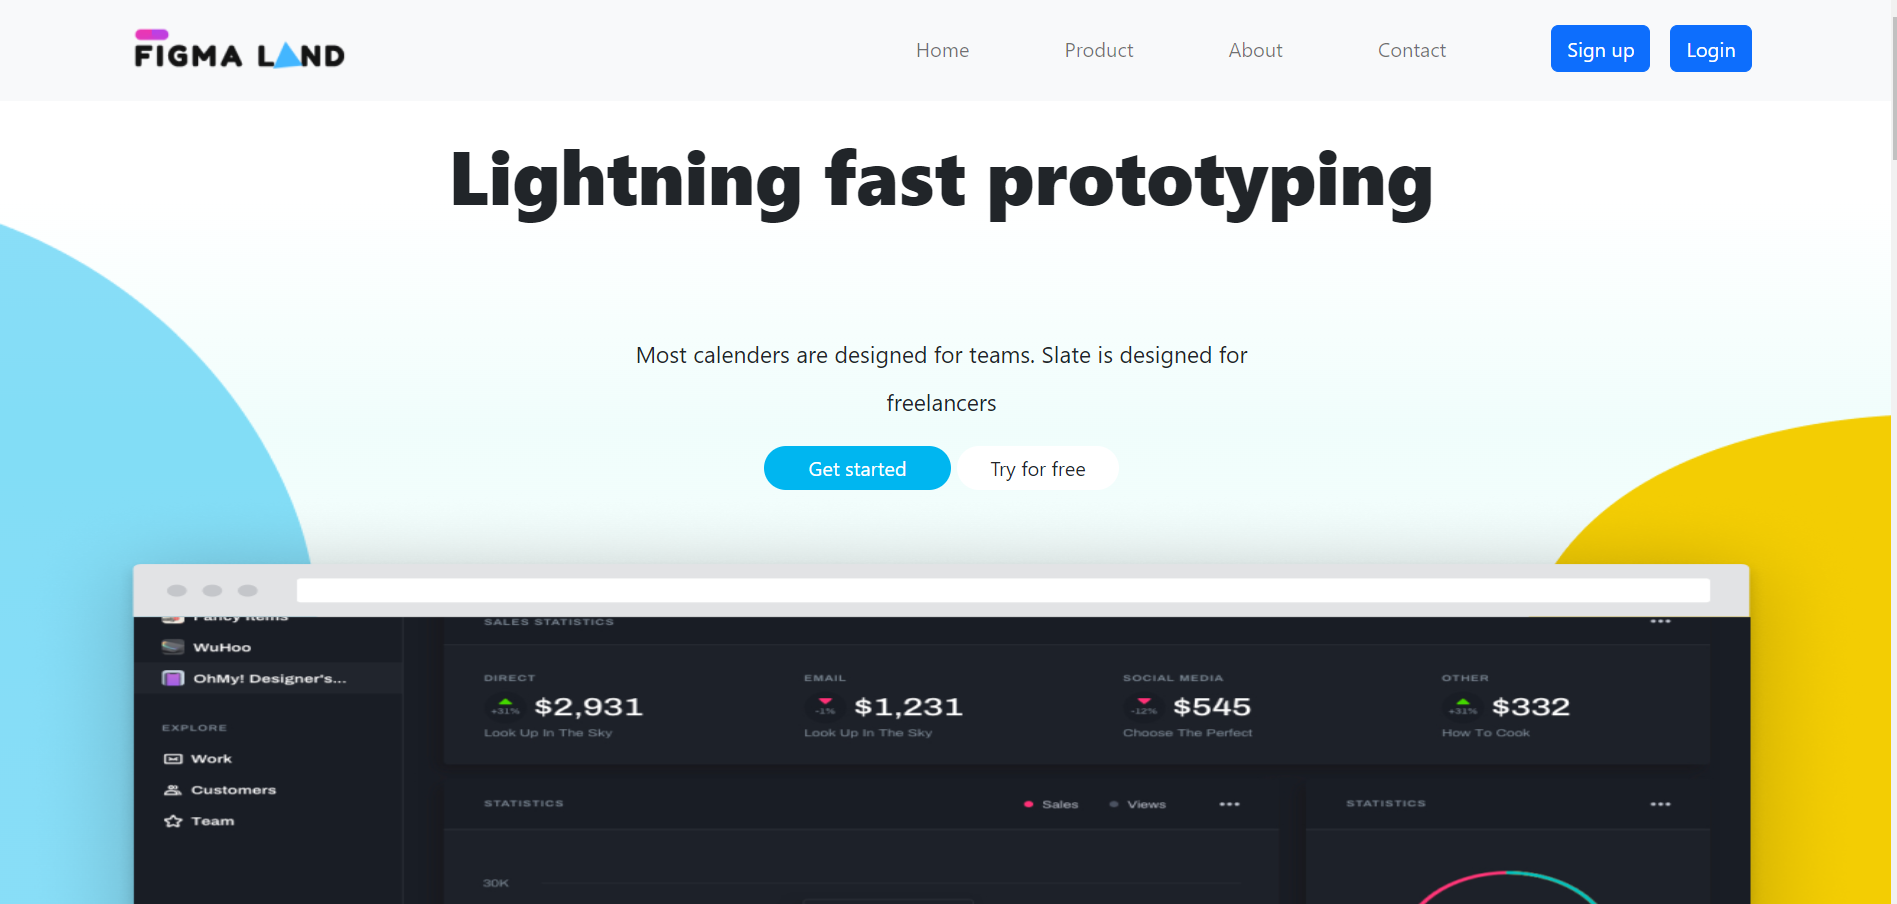 FIGMA LAND
Home Product About Contact Sign up Login
Lightning fast prototyping
Most calenders are designed for teams. Slate is designed for
freelancers
Get started Try for free
Fancy Items
SALES STATISTICS
WuHoo
OhMy! Designer's...
DIRECT EMAIL SOCIAL MEDIA OTHER
+31% $2,931 -1% $1,231 -12% $545 +31% $332
Look Up In The Sky Look Up In The Sky Choose The Perfect How To Cook
EXPLORE
Work
Customers
Team
STATISTICS Sales Views STATISTICS
30K